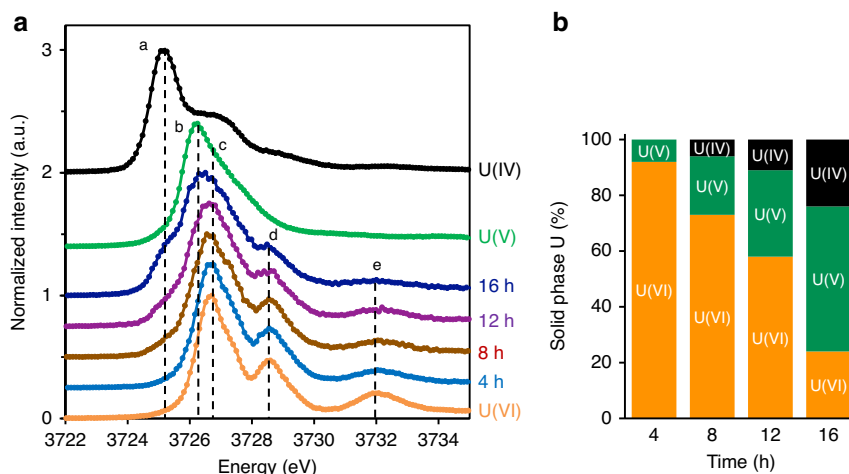 a
Normalized intensity (a.u.)
3
2
1
0
a
b
c
d
e
U(IV)
U(V)
16 h
12 h
8 h
4 h
U(VI)
3722 3724 3726 3728 3730 3732 3734
Energy (eV)
b
Solid phase U (%)
100
80
60
40
20
0
U(V) U(IV) U(IV) U(IV)
U(V) U(V) U(V)
U(VI) U(VI) U(VI) U(VI)
4 8 12 16
Time (h)